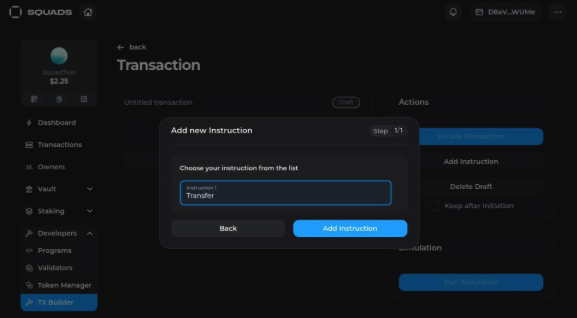 SQUADS
D8aV...WUMe
back
Transaction
SquadTest
$2.25
Dashboard
Transactions
Owners
Vault
Staking
Developers
Programs
Validators
Token Manager
TX Builder
Untitled transaction
Draft
Add new Instruction
Step 1/1
Choose your instruction from the list
Instruction 1
Transfer
Back
Add Instruction
Actions
Initiate Transaction
Add Instruction
Delete Draft
Keep after initiation
Simulation
Run Simulation